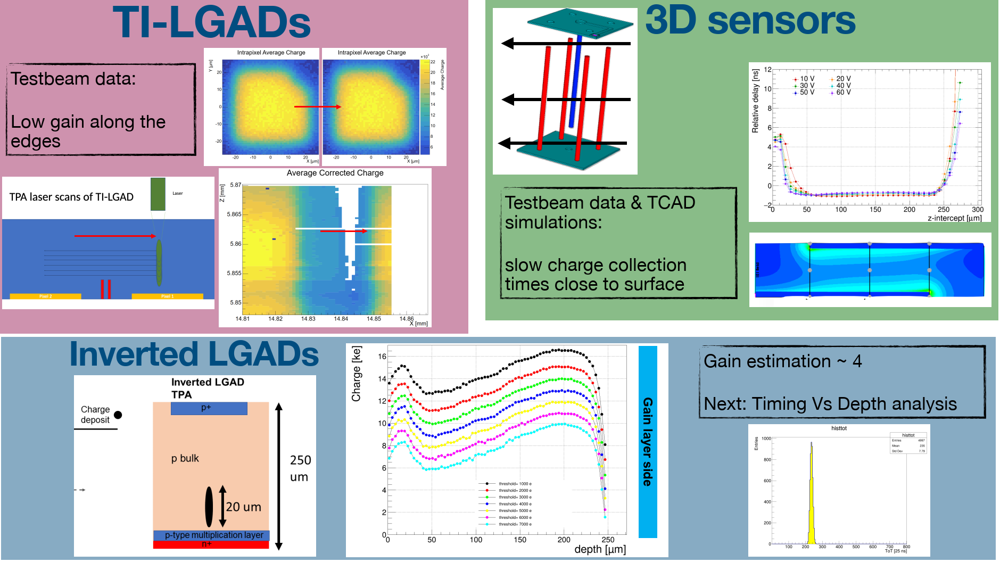 TI-LGADs
Testbeam data:
Low gain along the
edges
Intrapixel Average Charge
Y [μm]
20
10
0
-10
-20
-20
-10
0
10
20
X [μm]
Intrapixel Average Charge
-20
-10
0
10
20
X [μm]
×10³
22
20
18
16
14
12
10
8
6
Average Charge
TPA laser scans of TI-LGAD
Laser
Pixel 2
Pixel 1
Average Corrected Charge
Z [mm]
5.87
5.865
5.86
5.855
5.85
14.81
14.82
14.83
14.84
14.85
14.86
X [mm]
3D sensors
Testbeam data & TCAD
simulations:
slow charge collection
times close to surface
Relative delay [ns]
12
10
8
6
4
2
0
−2
10 V
20 V
30 V
40 V
50 V
60 V
0
50
100
150
200
250
300
z-intercept [μm]
Inverted LGADs
Inverted LGAD
TPA
Charge
deposit
p+
p bulk
250
um
20 um
p-type multiplication layer
n+
Charge [ke]
16
14
12
10
8
6
4
2
0
threshold= 1000 e
threshold= 2000 e
threshold= 3000 e
threshold= 4000 e
threshold= 5000 e
threshold= 6000 e
threshold= 7000 e
0
50
100
150
200
250
depth [μm]
Gain layer side
Gain estimation ~ 4
Next: Timing Vs Depth analysis
histtot
histtot
Entries 4997
Mean 235
Std Dev 7.79
Entries
1000
800
600
400
200
0
100
200
300
400
500
600
700
800
ToT [25 ns]